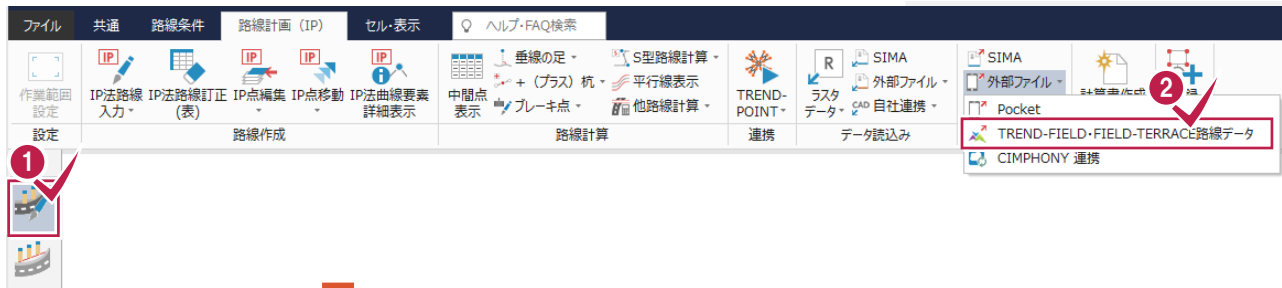 ファイル 共通 路線条件 路線計画（IP） セル・表示 ヘルプ・FAQ検索
作業範囲
設定
IP
IP法路線
入力
IP法路線訂正
（表）
IP
IP点編集
IP
IP点移動
IP
IP法曲線要素
詳細表示
中間点
表示
垂線の足
＋（プラス）杭
ブレーキ点
S型路線計算
平行線表示
他路線計算
TREND-
POINT
R
ラスタ
データ
SIMA
外部ファイル
CAD 自社連携
SIMA
外部ファイル
2
Pocket
TREND-FIELD・FIELD-TERRACE路線データ
CIMPHONY 連携
設定 路線作成 路線計算 連携 データ読込み
1